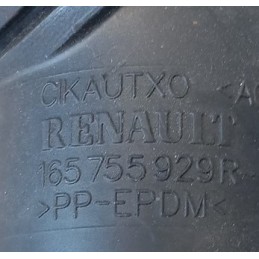 CIKAUTXO <A
RENAULT
165755929R
>PP-EPDM<